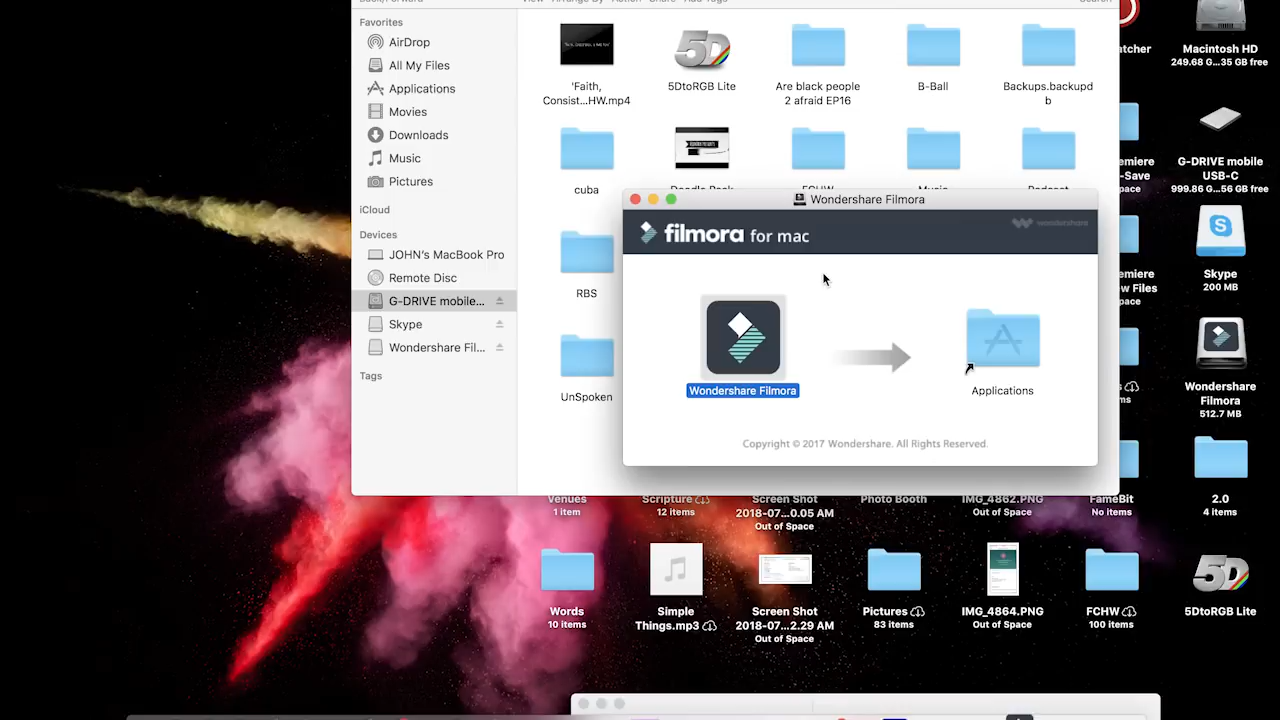 Favorites
AirDrop
All My Files
Applications
Movies
Downloads
Music
Pictures
iCloud
Devices
JOHN's MacBook Pro
Remote Disc
G-DRIVE mobile...
Skype
Wondershare Fil...
Tags
'Faith,
Consist...HW.mp4
5DtoRGB Lite
Are black people
2 afraid EP16
B-Ball
Backups.backupd
b
cuba
RBS
UnSpoken
Wondershare Filmora
filmora for mac
wondershare
Wondershare Filmora
Applications
Copyright © 2017 Wondershare. All Rights Reserved.
Macintosh HD
249.68 G...35 GB free
G-DRIVE mobile
USB-C
999.86 G...56 GB free
Skype
200 MB
Wondershare
Filmora
512.7 MB
Venues
1 item
Scripture
12 items
Screen Shot
2018-07...0.05 AM
Out of Space
Photo Booth
IMG_4862.PNG
Out of Space
FameBit
No items
2.0
4 items
Words
10 items
Simple
Things.mp3
Screen Shot
2018-07...2.29 AM
Out of Space
Pictures
83 items
IMG_4864.PNG
Out of Space
FCHW
100 items
5DtoRGB Lite